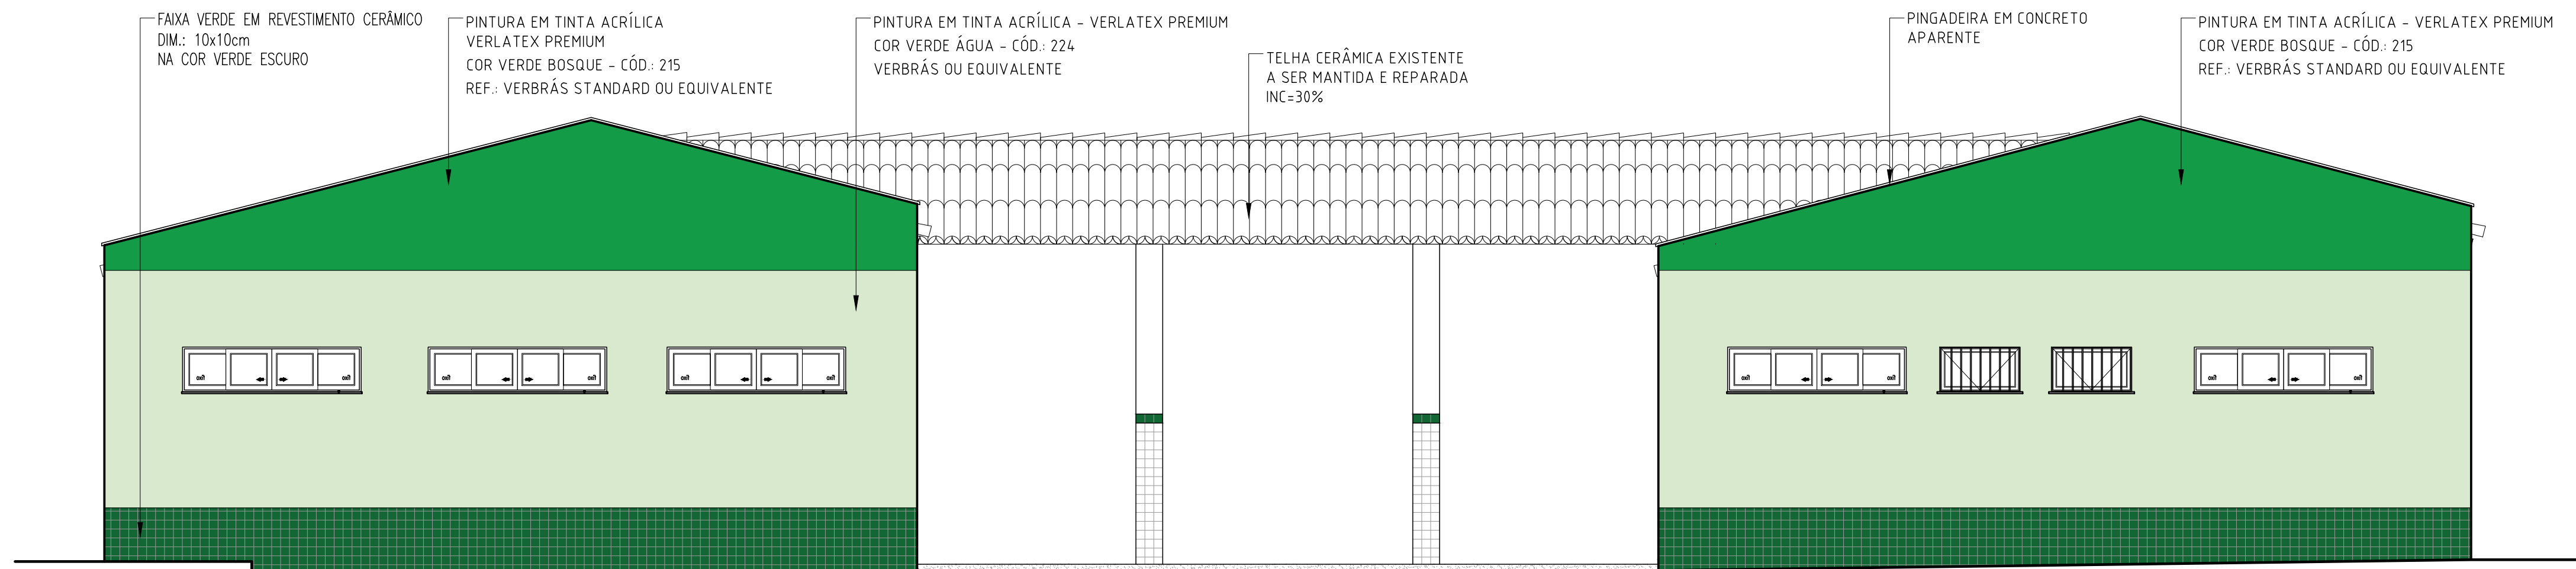 FAIXA VERDE EM REVESTIMENTO CERÂMICO
DIM.: 10x10cm
NA COR VERDE ESCURO
PINTURA EM TINTA ACRÍLICA
VERLATEX PREMIUM
COR VERDE BOSQUE - CÓD.: 215
REF.: VERBRÁS STANDARD OU EQUIVALENTE
PINTURA EM TINTA ACRÍLICA - VERLATEX PREMIUM
COR VERDE ÁGUA - CÓD.: 224
VERBRÁS OU EQUIVALENTE
TELHA CERÂMICA EXISTENTE
A SER MANTIDA E REPARADA
INC=30%
PINGADEIRA EM CONCRETO
APARENTE
PINTURA EM TINTA ACRÍLICA - VERLATEX PREMIUM
COR VERDE BOSQUE - CÓD.: 215
REF.: VERBRÁS STANDARD OU EQUIVALENTE